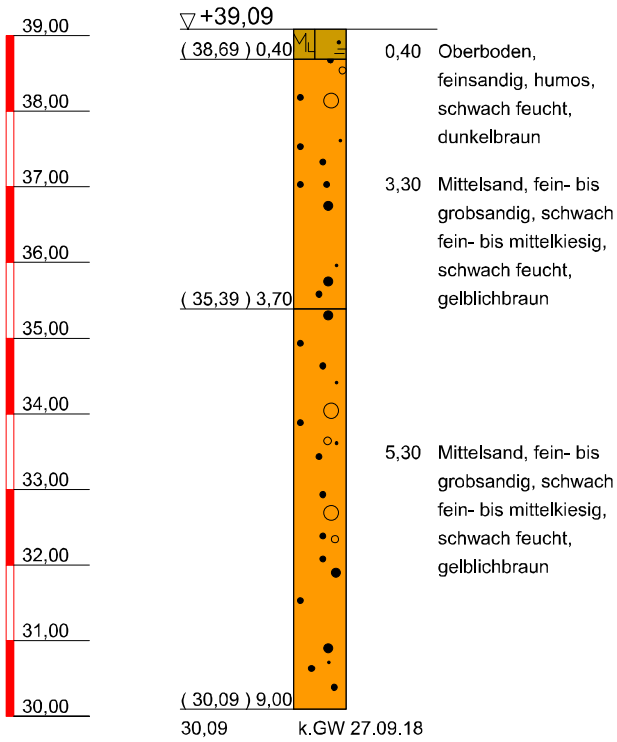 +39,09
39,00
38,00
37,00
36,00
35,00
34,00
33,00
32,00
31,00
30,00
( 38,69 ) 0,40
( 35,39 ) 3,70
( 30,09 ) 9,00
Mu
0,40 Oberboden,
feinsandig, humos,
schwach feucht,
dunkelbraun
3,30 Mittelsand, fein- bis
grobsandig, schwach
fein- bis mittelkiesig,
schwach feucht,
gelblichbraun
5,30 Mittelsand, fein- bis
grobsandig, schwach
fein- bis mittelkiesig,
schwach feucht,
gelblichbraun
30,09 k.GW 27.09.18